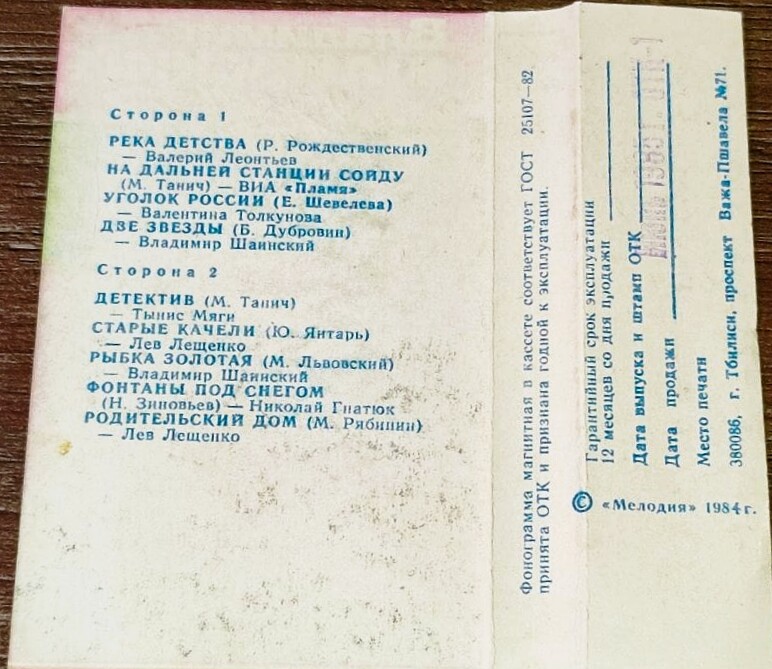 Сторона 1
РЕКА ДЕТСТВА (Р. Рождественский)
— Валерий Леонтьев
НА ДАЛЬНЕЙ СТАНЦИИ СОЙДУ
(М. Танич) — ВИА «Пламя»
УГОЛОК РОССИИ (Е. Шевелева)
— Валентина Толкунова
ДВЕ ЗВЕЗДЫ (Б. Дубровин)
— Владимир Шаинский
Сторона 2
ДЕТЕКТИВ (М. Танич)
— Тынис Мяги
СТАРЫЕ КАЧЕЛИ (Ю. Янтарь)
— Лев Лещенко
РЫБКА ЗОЛОТАЯ (М. Львовский)
— Владимир Шаинский
ФОНТАНЫ ПОД СНЕГОМ
(Н. Зиновьев) — Николай Гнатюк
РОДИТЕЛЬСКИЙ ДОМ (М. Рябинин)
— Лев Лещенко
Фонограмма магнитная в кассете соответствует ГОСТ 25107—82
принята ОТК и признана годной к эксплуатации.
Гарантийный срок эксплуатации
12 месяцев со дня продажи
Дата выпуска и штамп ОТК
Дата продажи
Место печати
380086, г. Тбилиси, проспект Важа-Пшавела №71.
© «Мелодия» 1984 г.